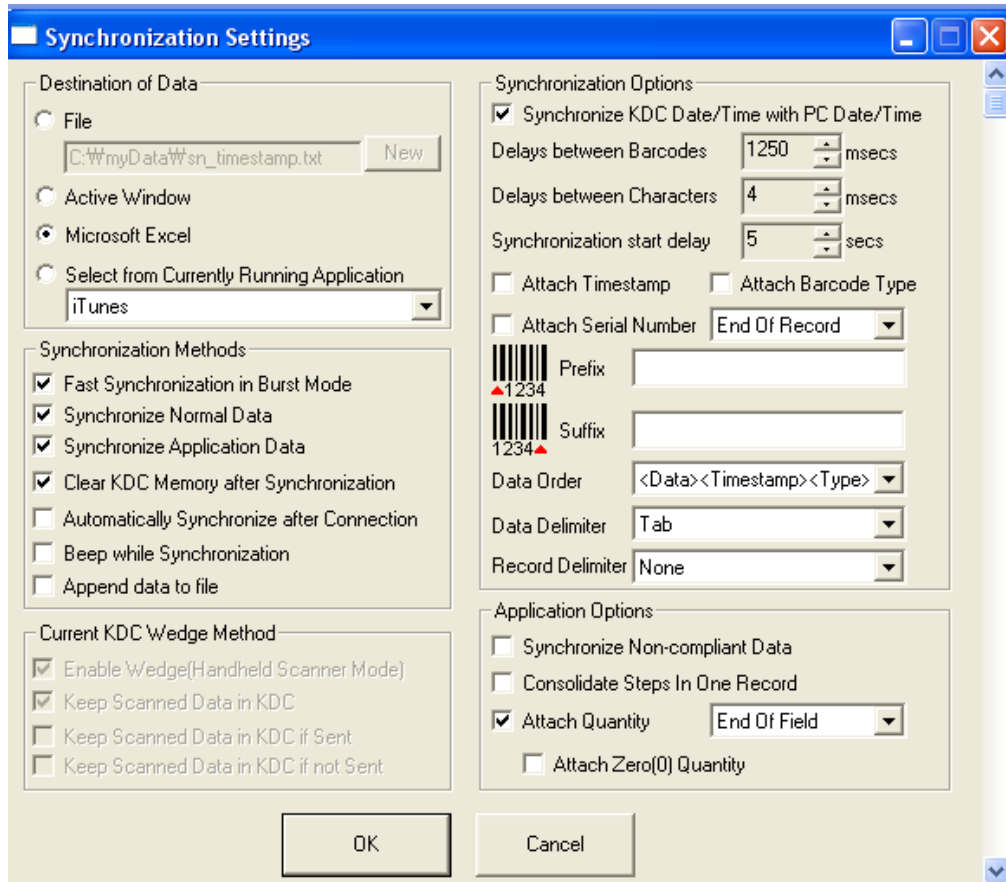 Synchronization Settings
Destination of Data
File
C:₩myData₩sn_timestamp.txt New
Active Window
Microsoft Excel
Select from Currently Running Application
iTunes
Synchronization Methods
Fast Synchronization in Burst Mode
Synchronize Normal Data
Synchronize Application Data
Clear KDC Memory after Synchronization
Automatically Synchronize after Connection
Beep while Synchronization
Append data to file
Current KDC Wedge Method
Enable Wedge(Handheld Scanner Mode)
Keep Scanned Data in KDC
Keep Scanned Data in KDC if Sent
Keep Scanned Data in KDC if not Sent
Synchronization Options
Synchronize KDC Date/Time with PC Date/Time
Delays between Barcodes 1250 msecs
Delays between Characters 4 msecs
Synchronization start delay 5 secs
Attach Timestamp Attach Barcode Type
Attach Serial Number End Of Record
Prefix
1234
Suffix
1234
Data Order <Data><Timestamp><Type>
Data Delimiter Tab
Record Delimiter None
Application Options
Synchronize Non-compliant Data
Consolidate Steps In One Record
Attach Quantity End Of Field
Attach Zero(0) Quantity
OK Cancel